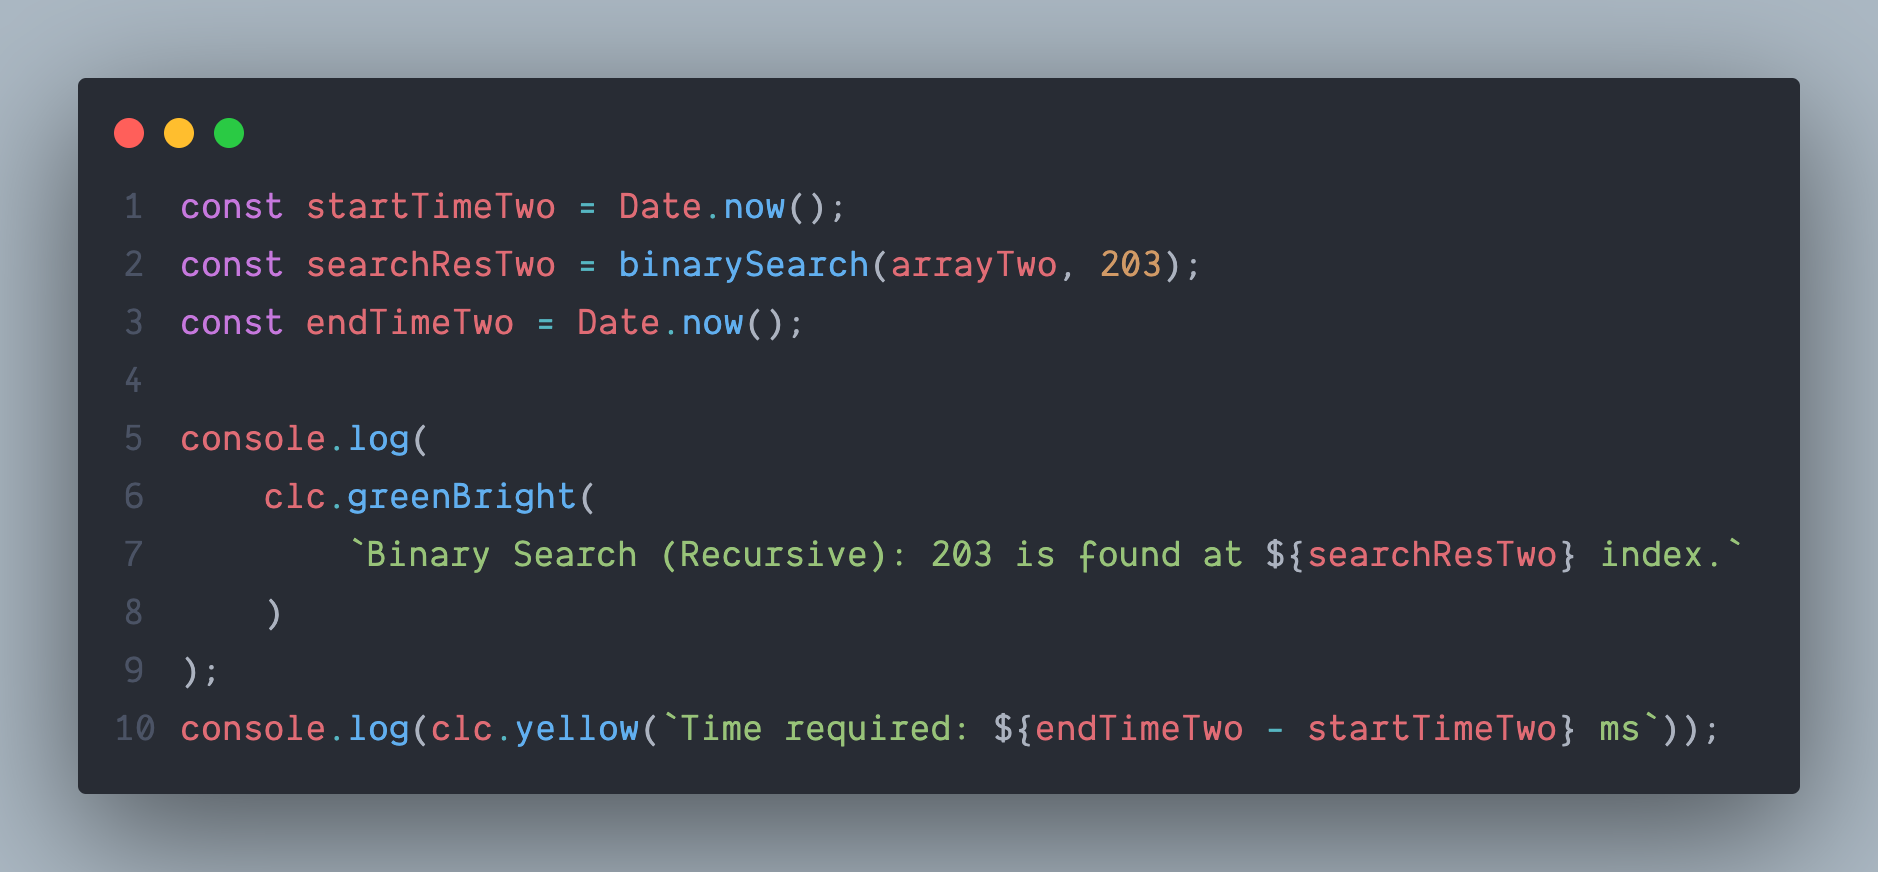 1 const startTimeTwo = Date.now();
2 const searchResTwo = binarySearch(arrayTwo, 203);
3 const endTimeTwo = Date.now();
4
5 console.log(
6     clc.greenBright(
7         `Binary Search (Recursive): 203 is found at ${searchResTwo} index.`
8     )
9 );
10 console.log(clc.yellow(`Time required: ${endTimeTwo - startTimeTwo} ms`));